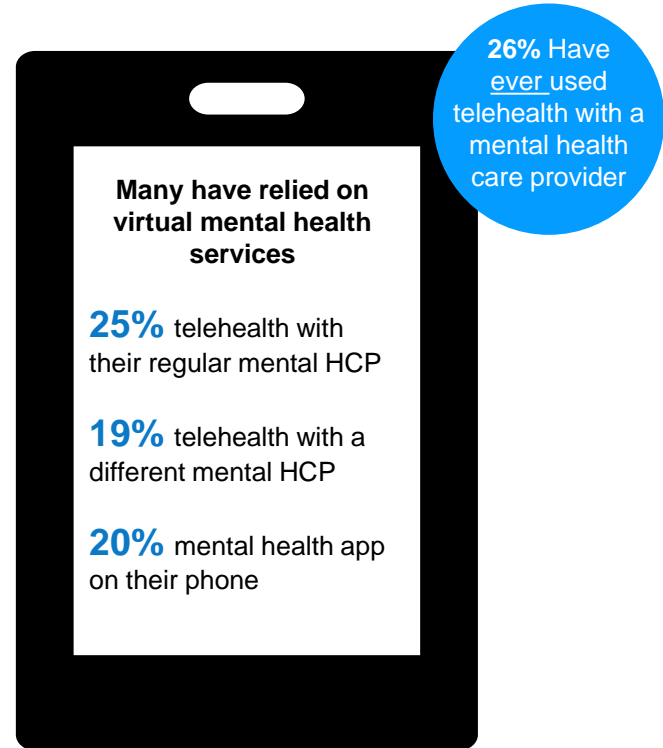 26% Have
ever used
telehealth with a
mental health
care provider
Many have relied on
virtual mental health
services
25% telehealth with
their regular mental HCP
19% telehealth with a
different mental HCP
20% mental health app
on their phone